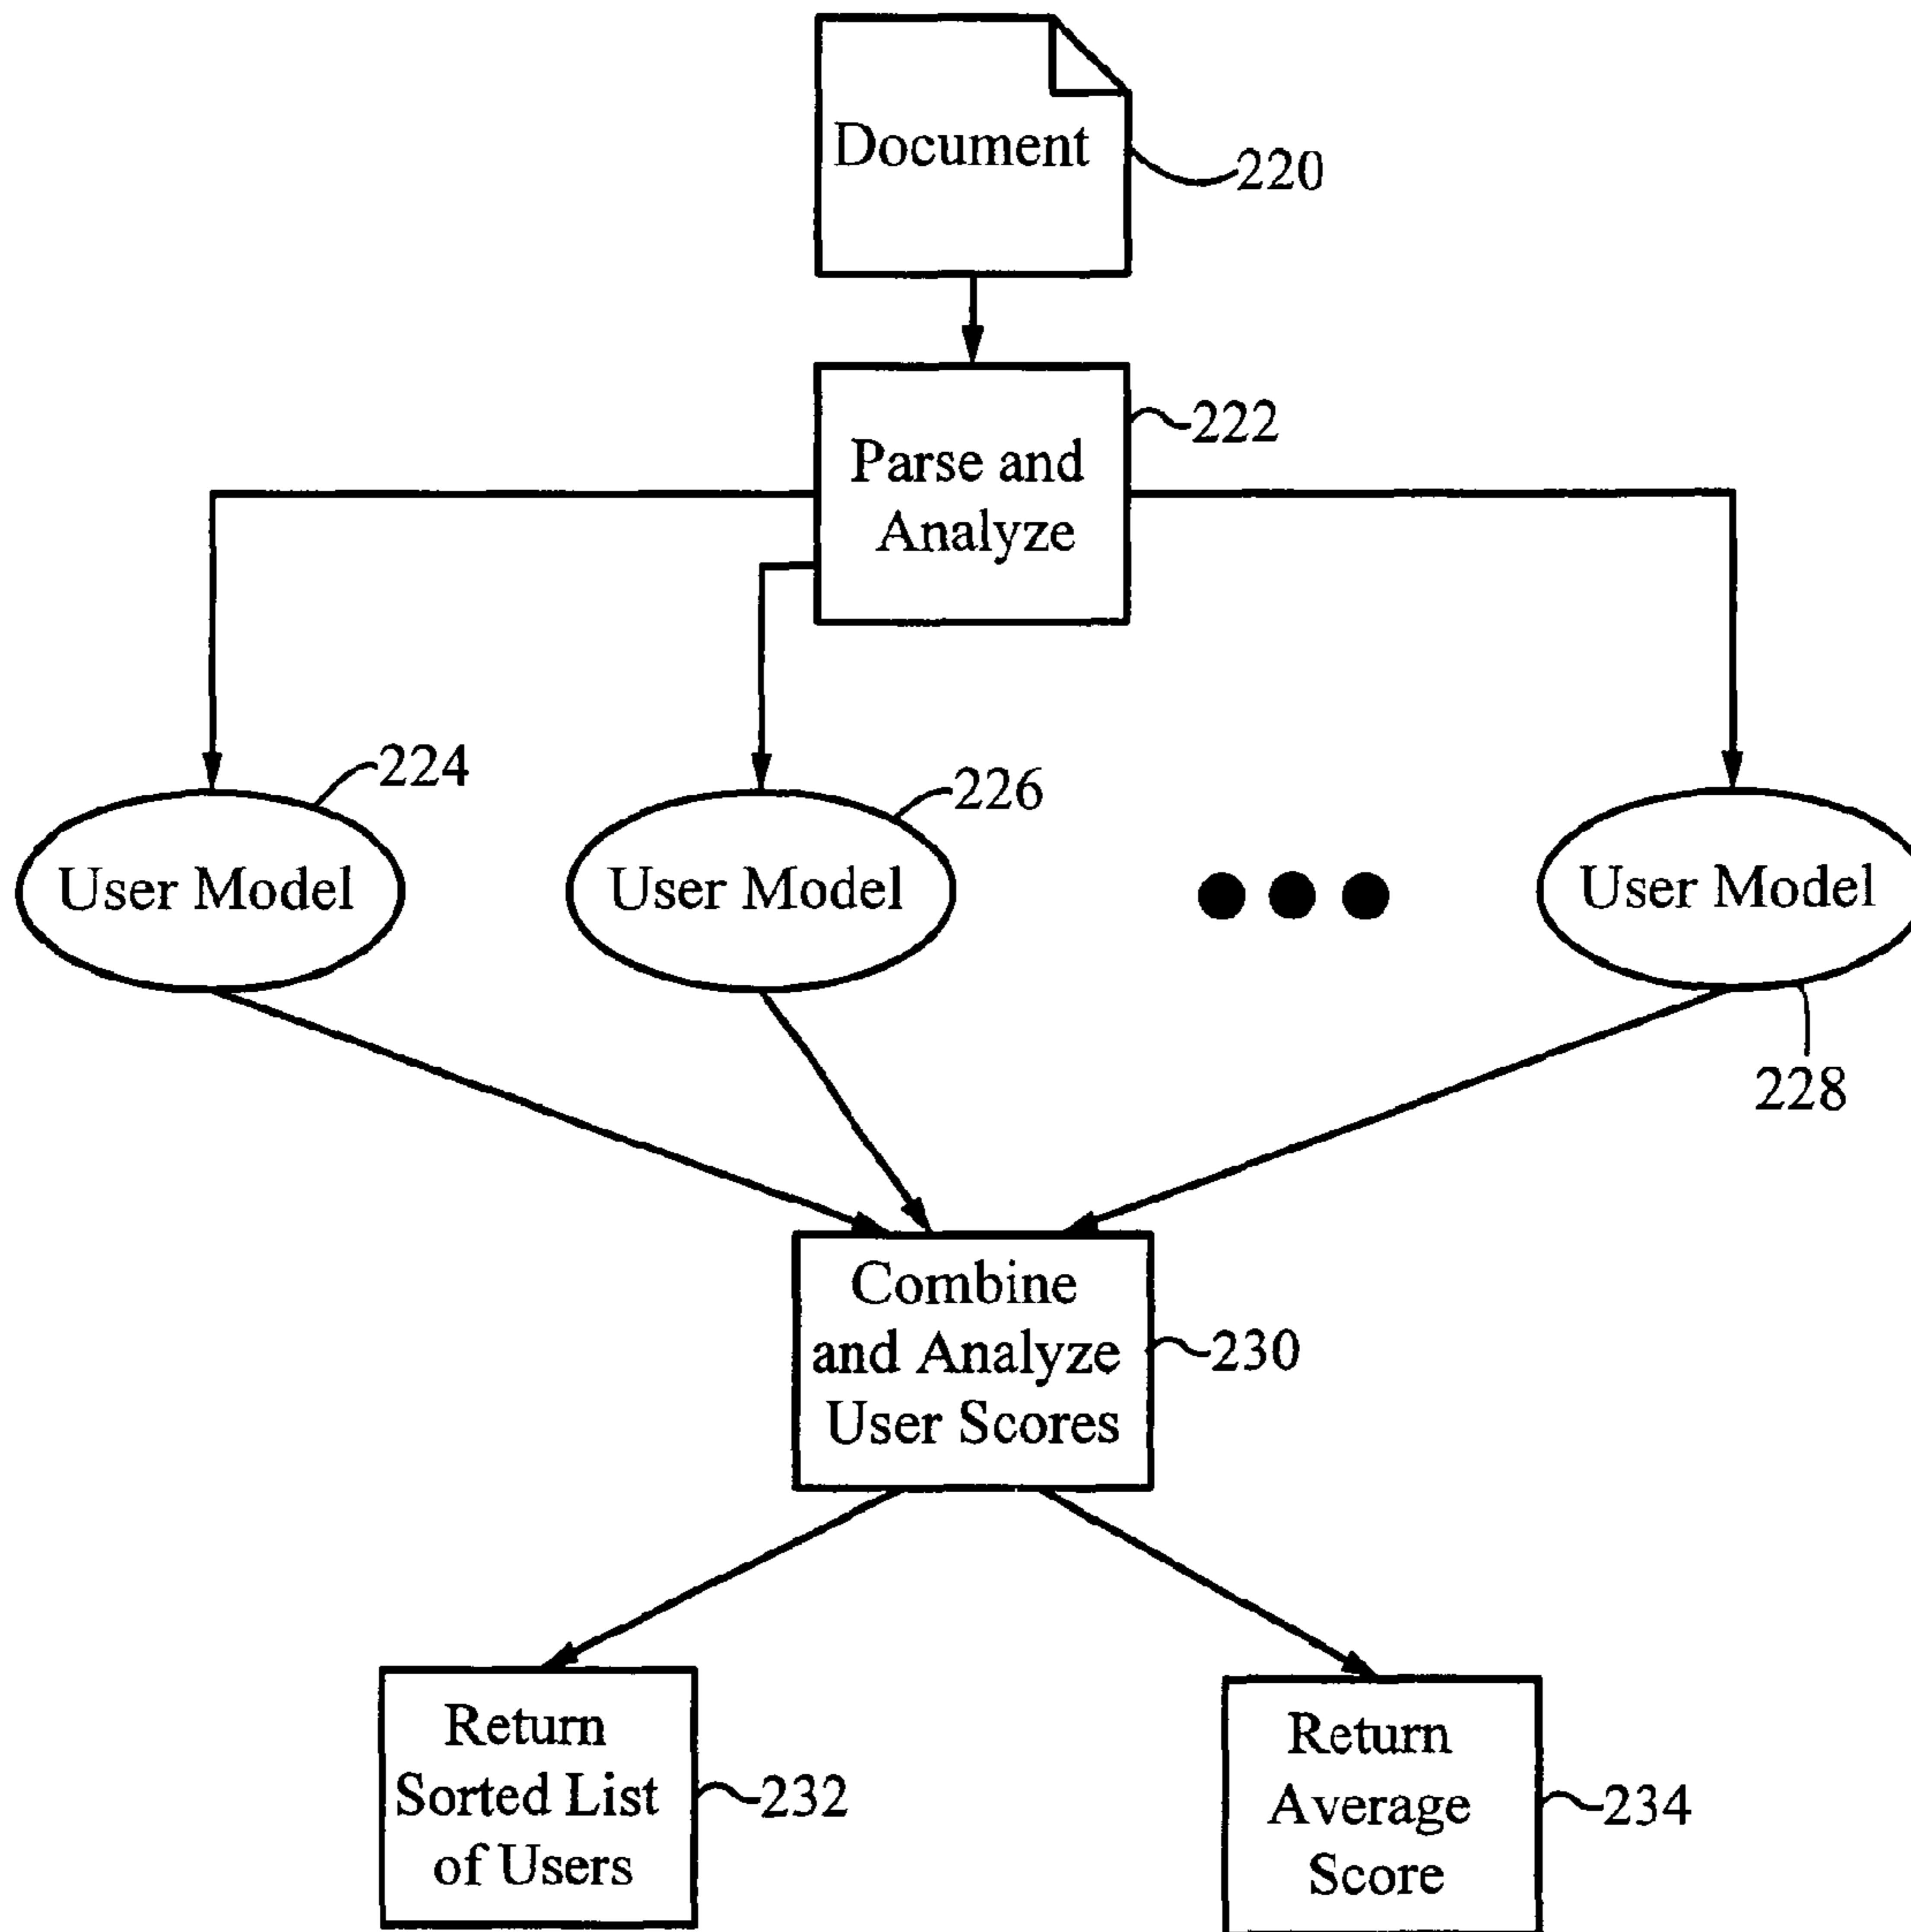 Document
220
Parse and
Analyze
222
224
226
User Model
User Model
User Model
228
Combine
and Analyze
User Scores
230
Return
Sorted List
of Users
232
Return
Average
Score
234